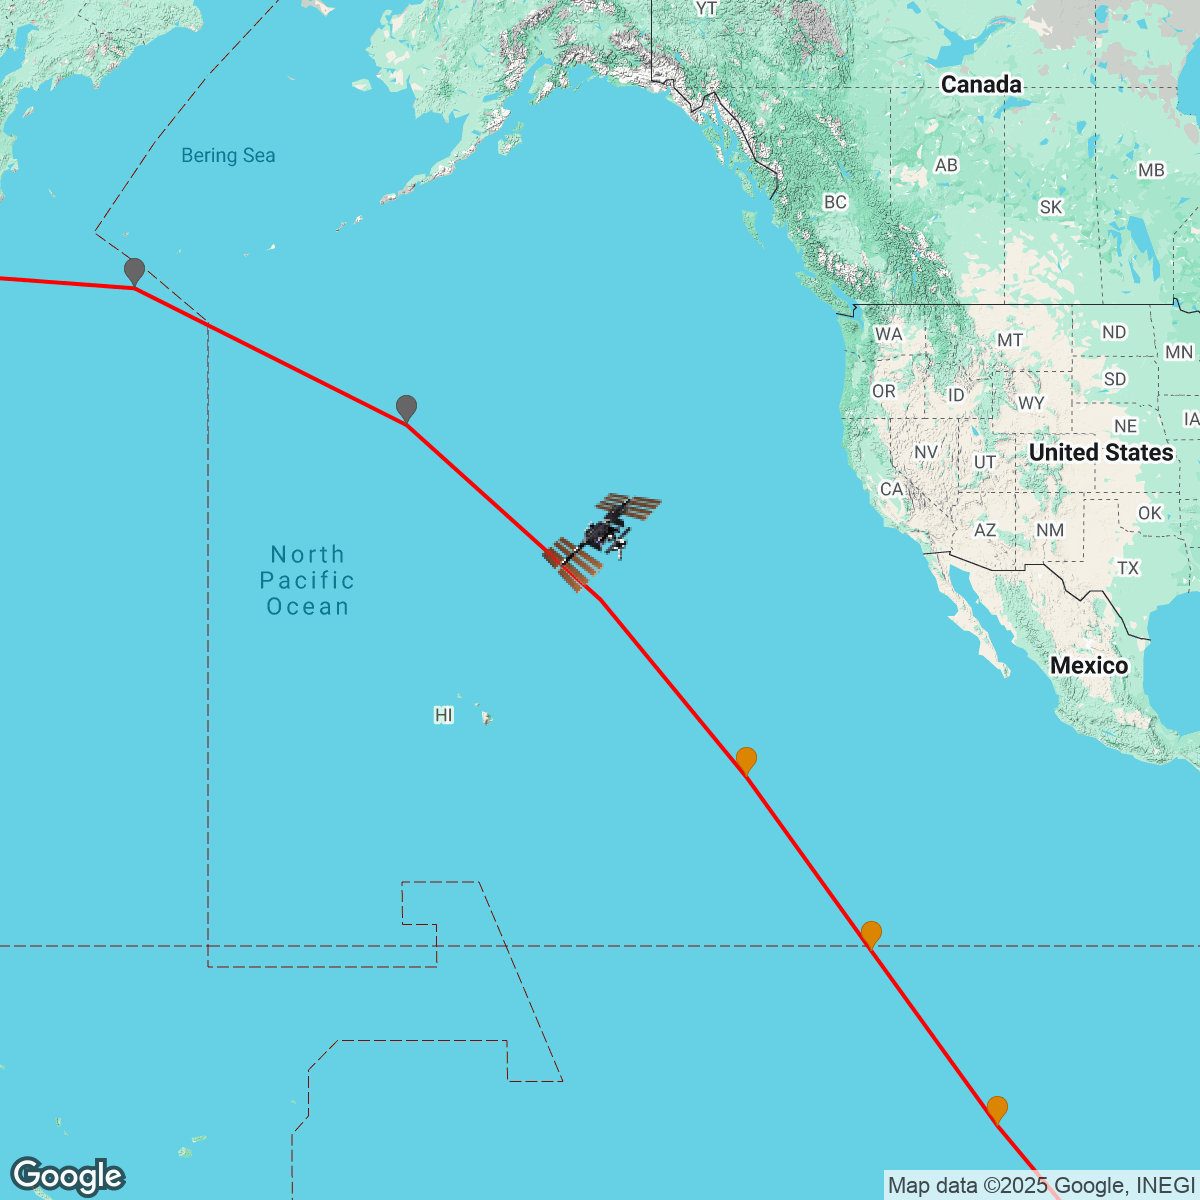 YT
Canada
Bering Sea
AB
MB
BC
SK
WA
MT
ND
MN
OR
ID
WY
SD
NE
IA
NV
UT
United States
CA
AZ
NM
OK
TX
North
Pacific
Ocean
Mexico
HI
Google
Map data ©2025 Google, INEGI